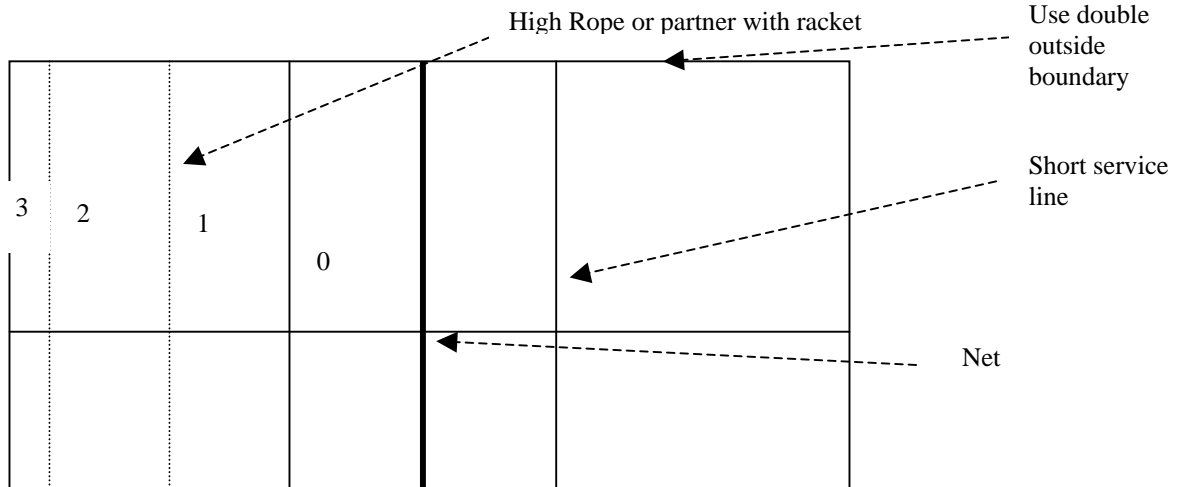 High Rope or partner with racket
Use double
outside
boundary
Short service
line
3
2
1
0
Net